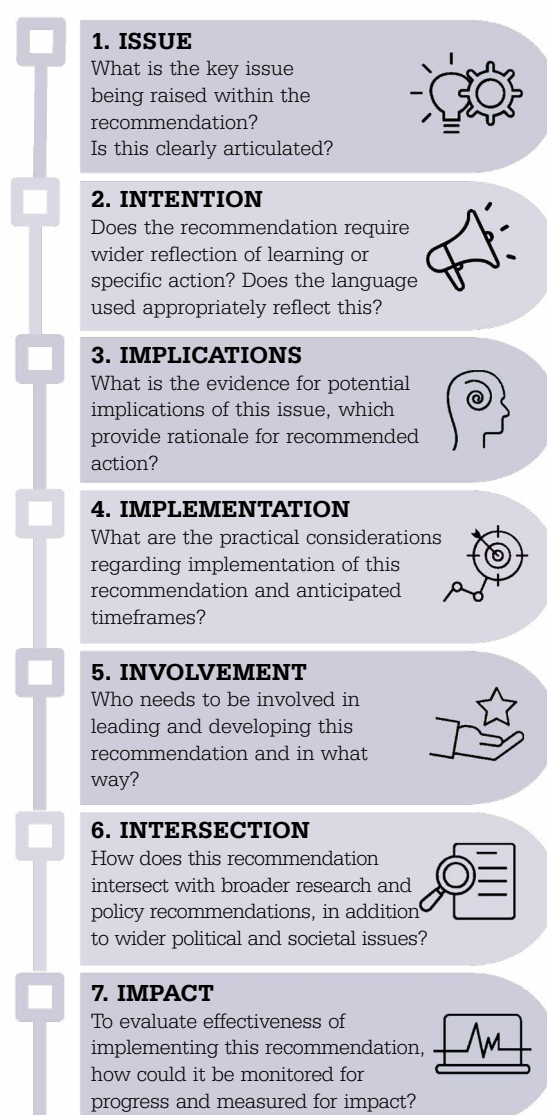 1. ISSUE
What is the key issue
being raised within the
recommendation?
Is this clearly articulated?
2. INTENTION
Does the recommendation require
wider reflection of learning or
specific action? Does the language
used appropriately reflect this?
3. IMPLICATIONS
What is the evidence for potential
implications of this issue, which
provide rationale for recommended
action?
4. IMPLEMENTATION
What are the practical considerations
regarding implementation of this
recommendation and anticipated
timeframes?
5. INVOLVEMENT
Who needs to be involved in
leading and developing this
recommendation and in what
way?
6. INTERSECTION
How does this recommendation
intersect with broader research and
policy recommendations, in addition
to wider political and societal issues?
7. IMPACT
To evaluate effectiveness of
implementing this recommendation,
how could it be monitored for
progress and measured for impact?